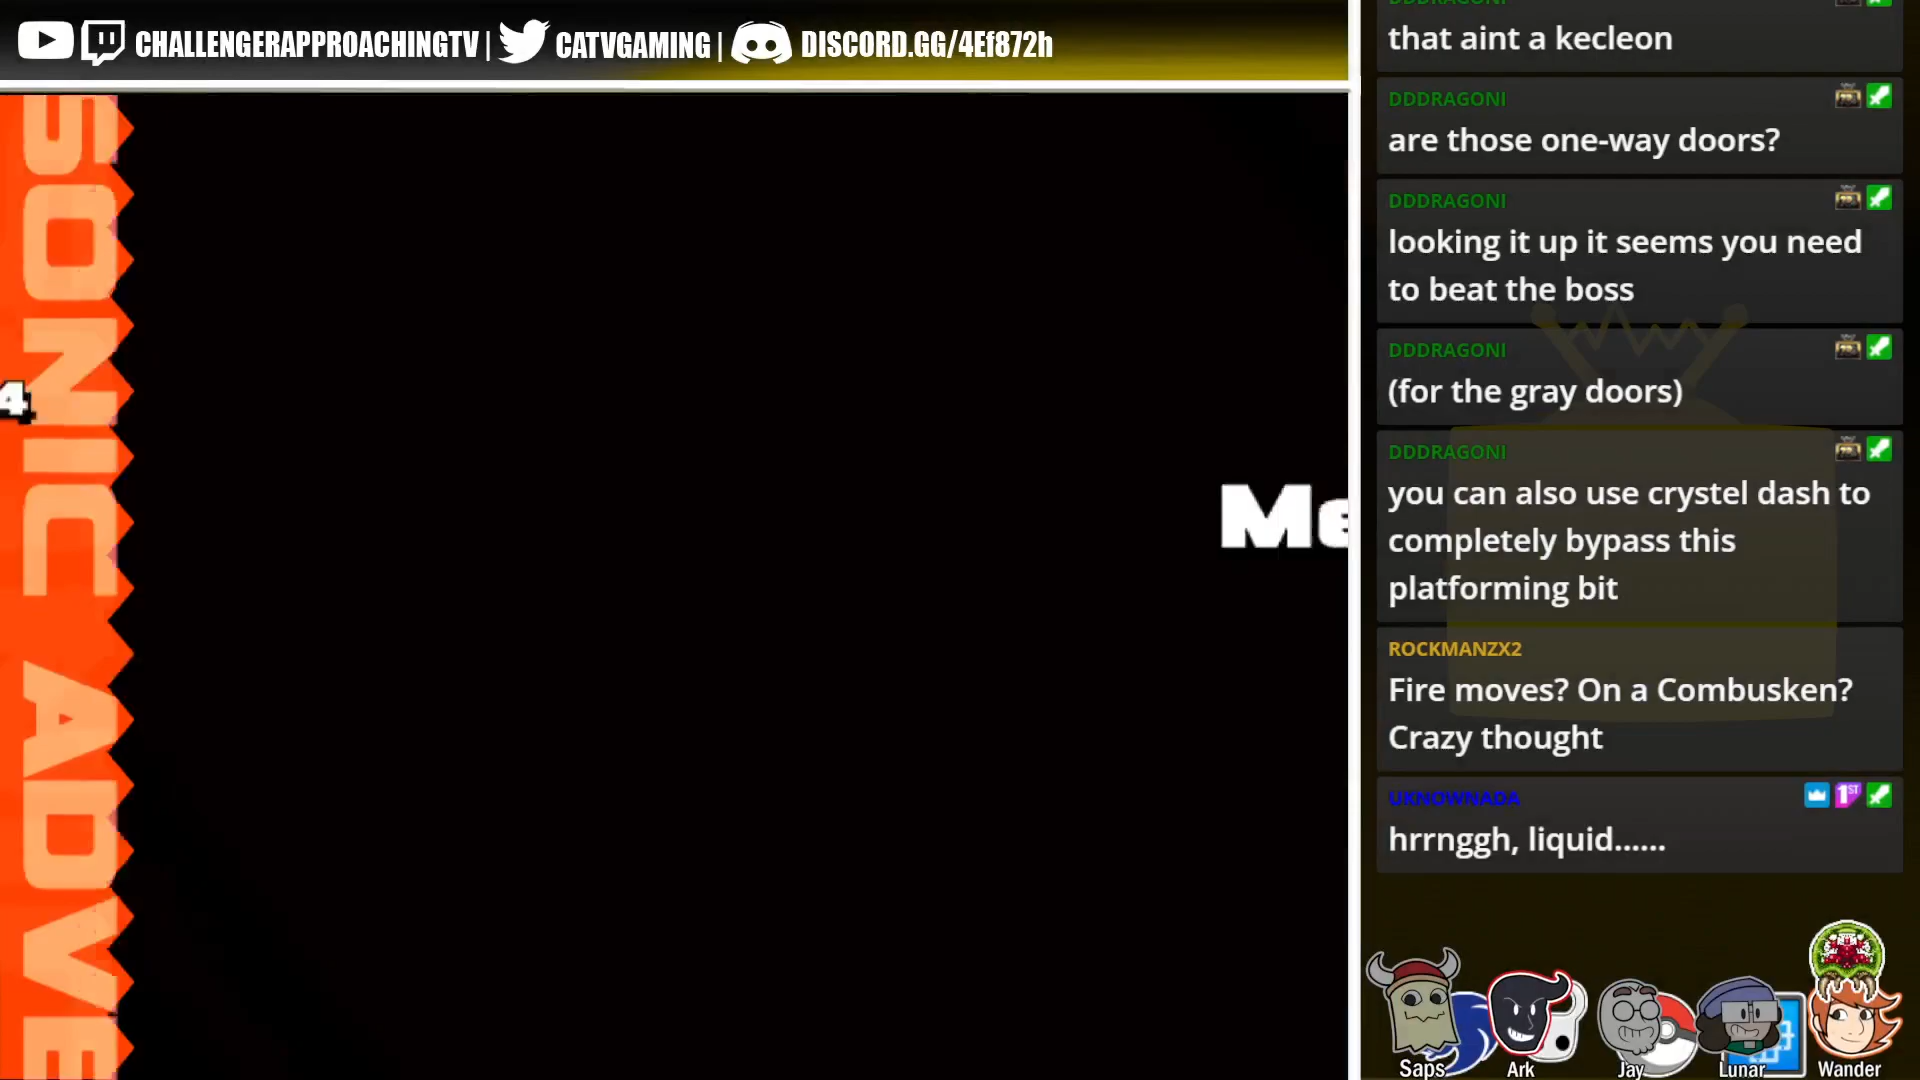 CHALLENGERAPPROACHINGTV | CATVGAMING | DISCORD.GG/4Ef872h
that aint a kecleon
DDDRAGONI
are those one-way doors?
DDDRAGONI
looking it up it seems you need
to beat the boss
DDDRAGONI
(for the gray doors)
DDDRAGONI
you can also use crystel dash to
completely bypass this
platforming bit
ROCKMANZX2
Fire moves? On a Combusken?
Crazy thought
UKNOWNADA
1ST
hrrnggh, liquid......
SONIC ADVE
4
Me
Saps
Ark
Jay
Lunar
Wander